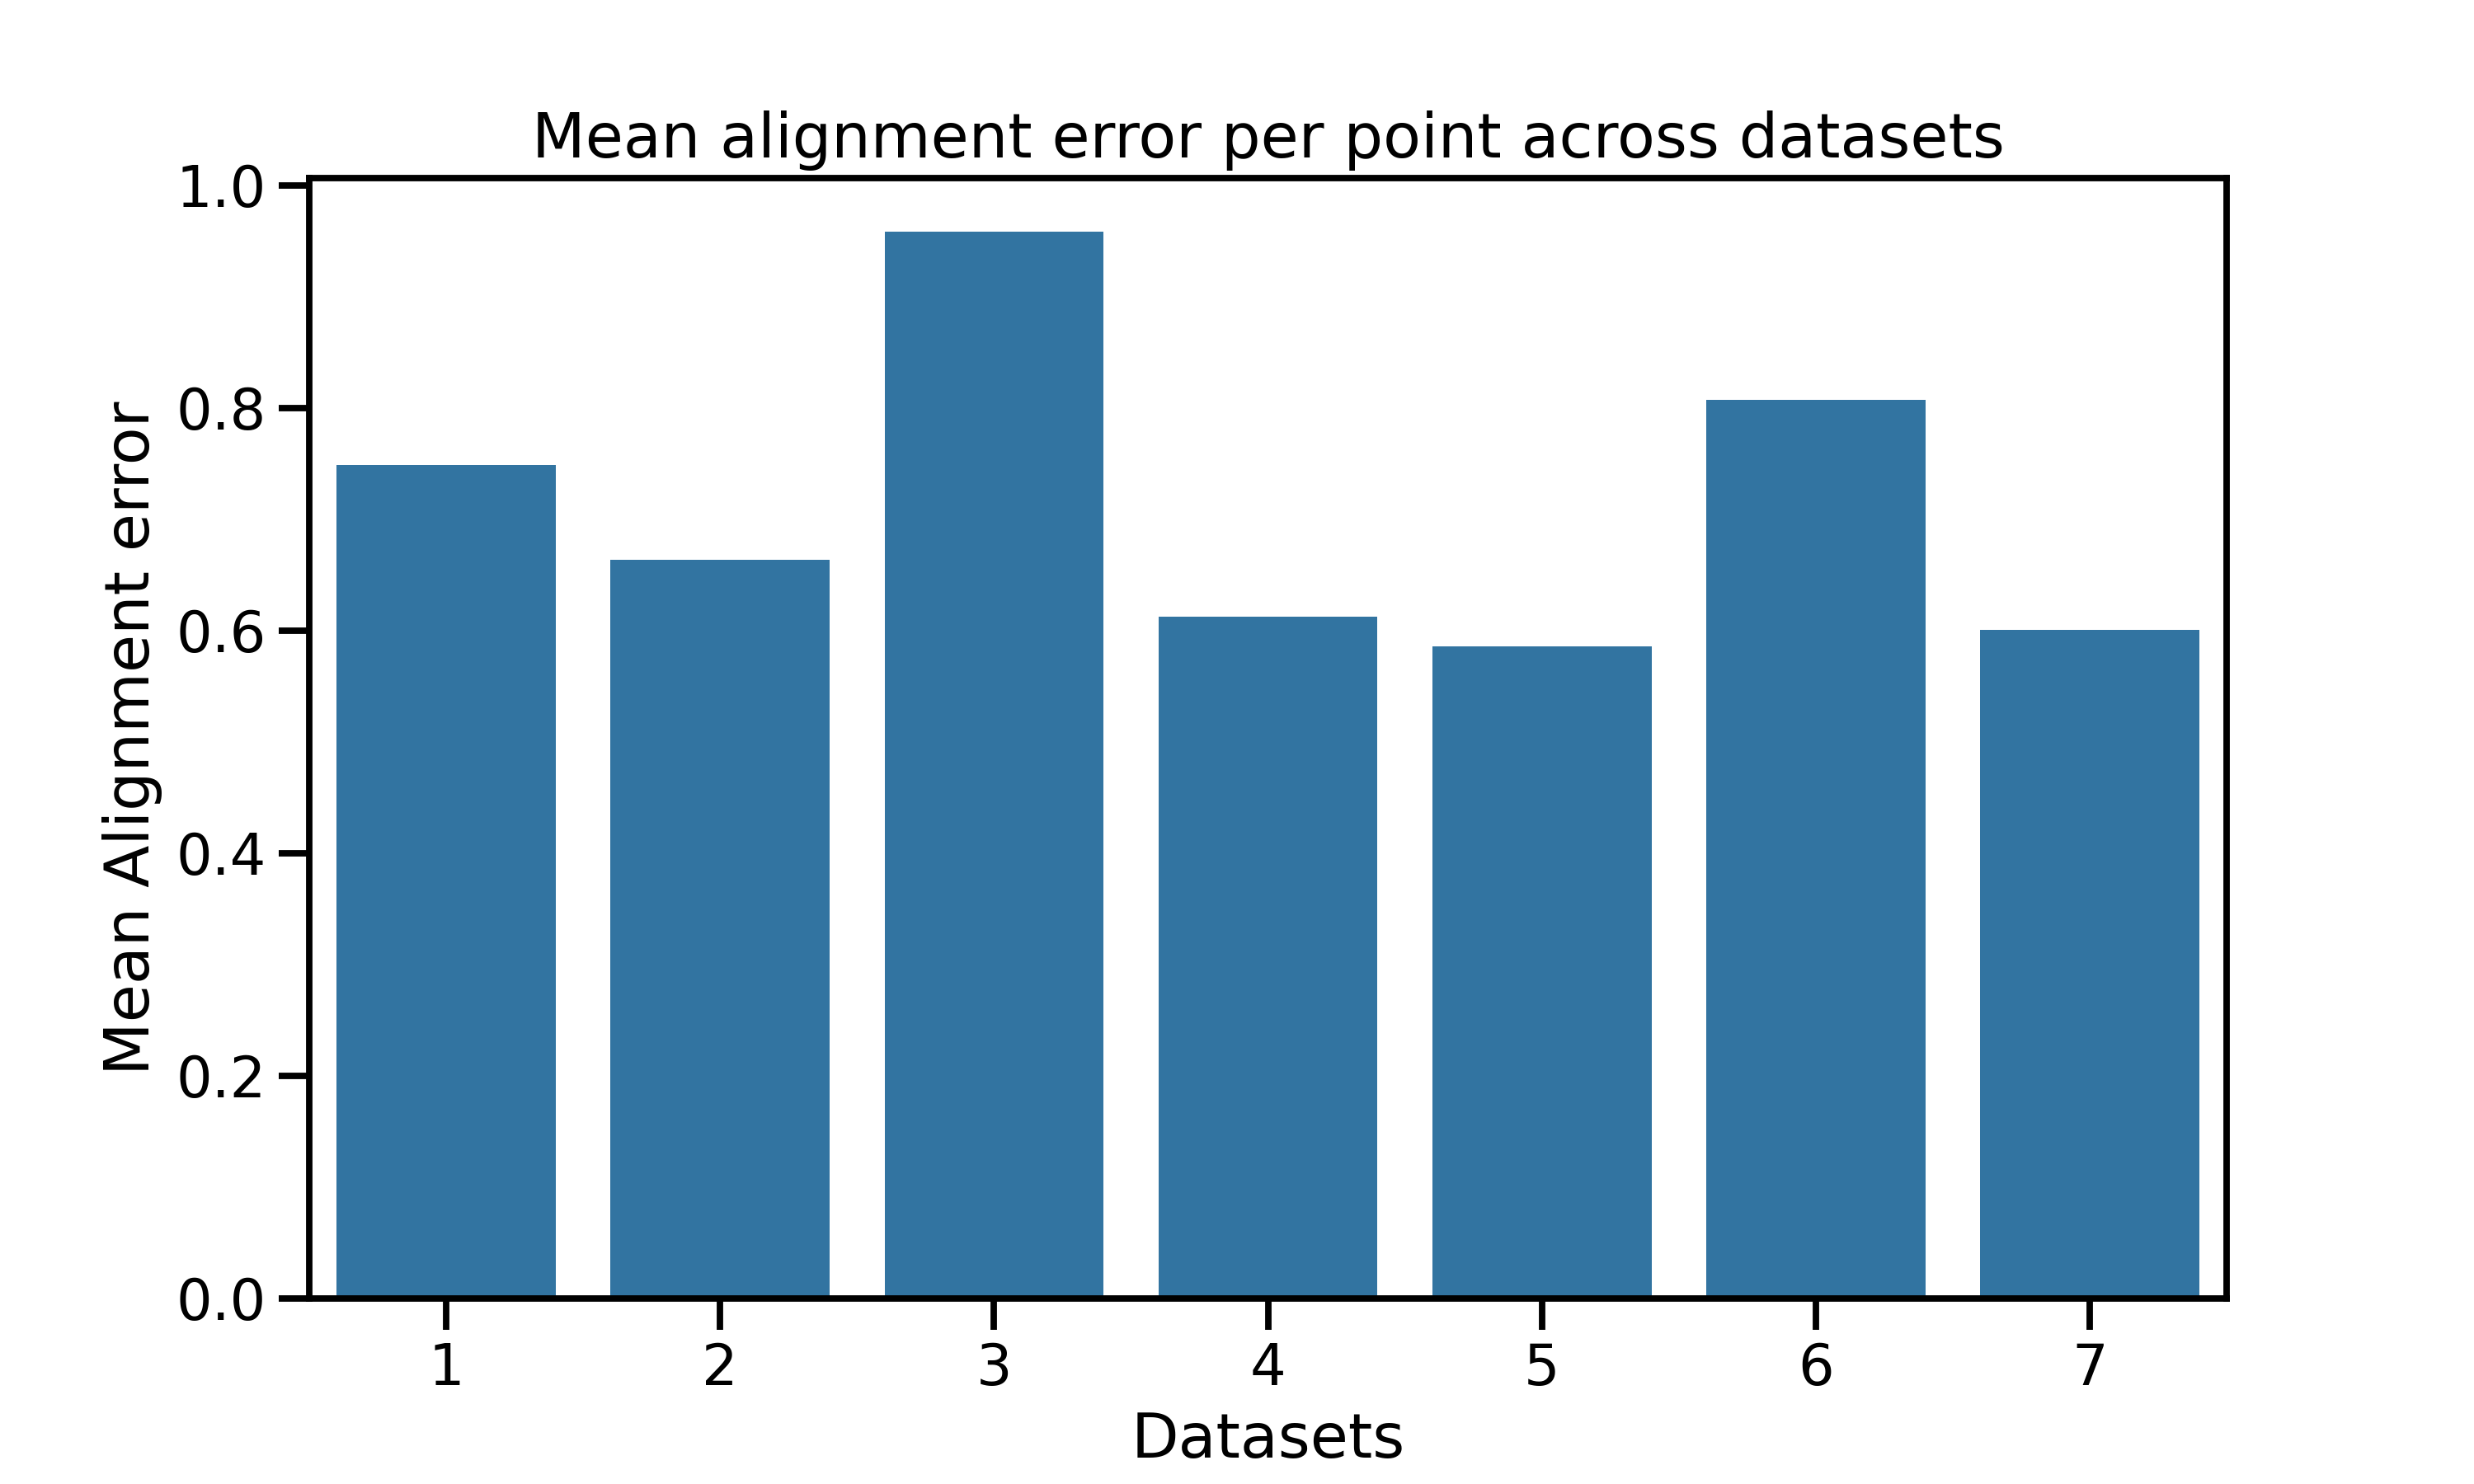 Mean alignment error per point across datasets
Mean Alignment error
1.0
0.8
0.6
0.4
0.2
0.0
1 2 3 4 5 6 7
Datasets